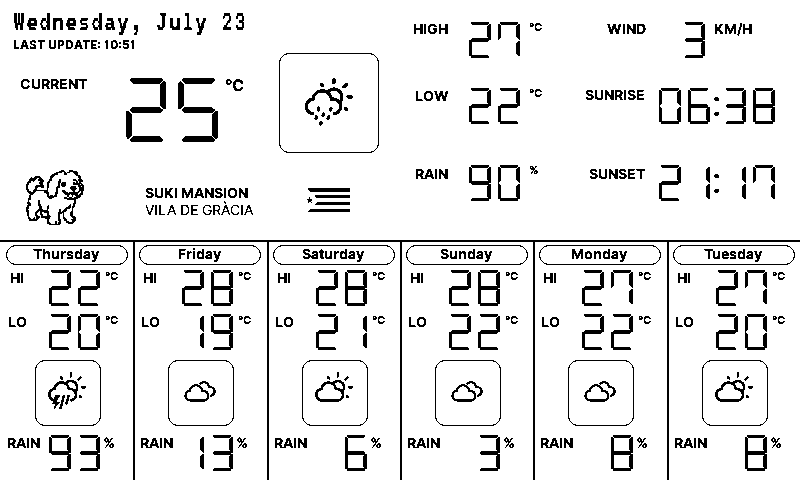 Wednesday, July 23
LAST UPDATE: 10:51
CURRENT 25 °C
HIGH 27 °C
WIND 3 KM/H
LOW 22 °C
SUNRISE 06:38
RAIN 90 %
SUNSET 21:17
SUKI MANSION
VILA DE GRÀCIA
Thursday
HI 22 °C
LO 20 °C
RAIN 93 %
Friday
HI 28 °C
LO 19 °C
RAIN 13 %
Saturday
HI 28 °C
LO 21 °C
RAIN 6 %
Sunday
HI 28 °C
LO 22 °C
RAIN 3 %
Monday
HI 27 °C
LO 22 °C
RAIN 8 %
Tuesday
HI 27 °C
LO 20 °C
RAIN 8 %